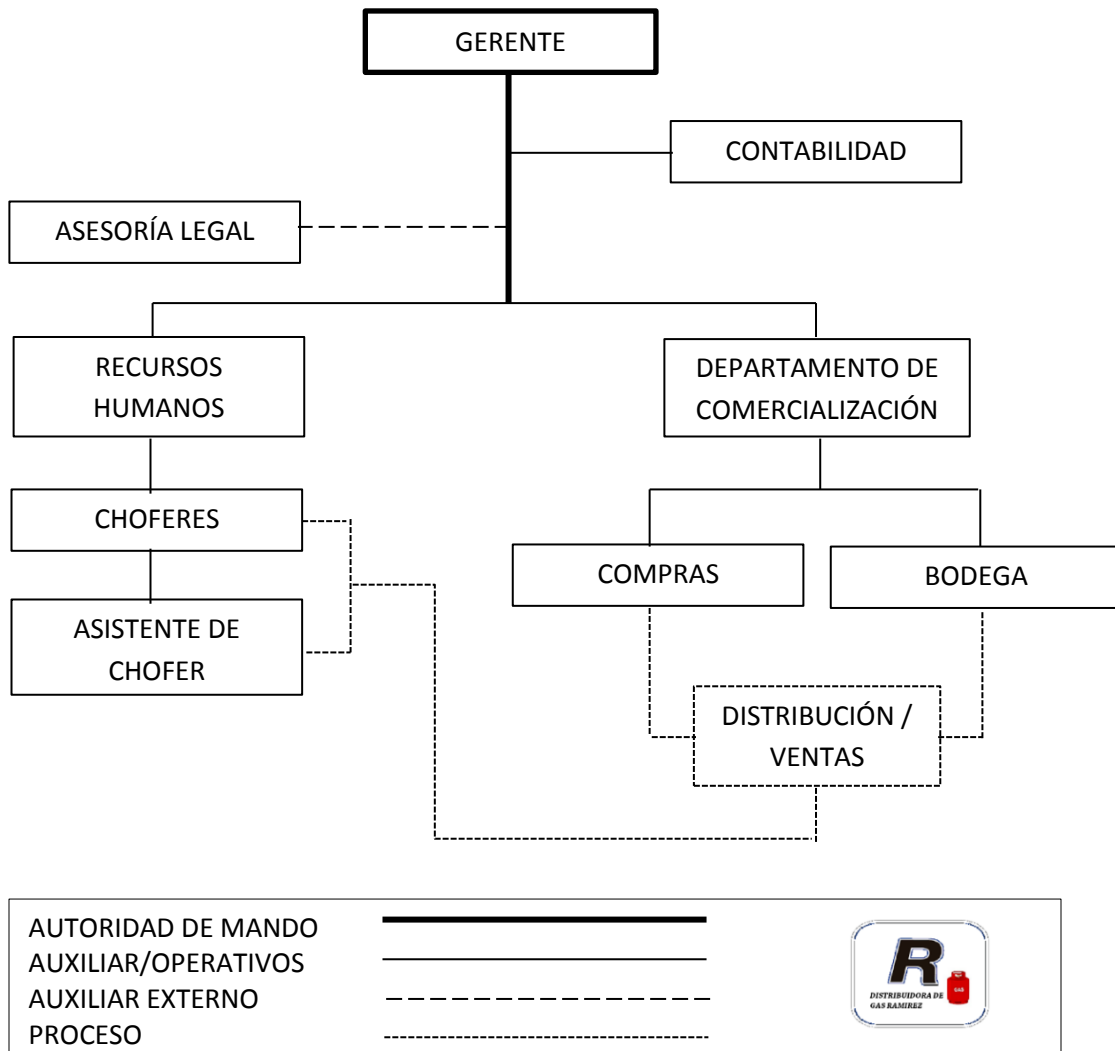 GERENTE
CONTABILIDAD
ASESORÍA LEGAL
RECURSOS
HUMANOS
DEPARTAMENTO DE
COMERCIALIZACIÓN
CHOFERES
COMPRAS
BODEGA
ASISTENTE DE
CHOFER
DISTRIBUCIÓN /
VENTAS
AUTORIDAD DE MANDO
AUXILIAR/OPERATIVOS
AUXILIAR EXTERNO
PROCESO
R
GAS
DISTRIBUIDORA DE
GAS RAMIREZ